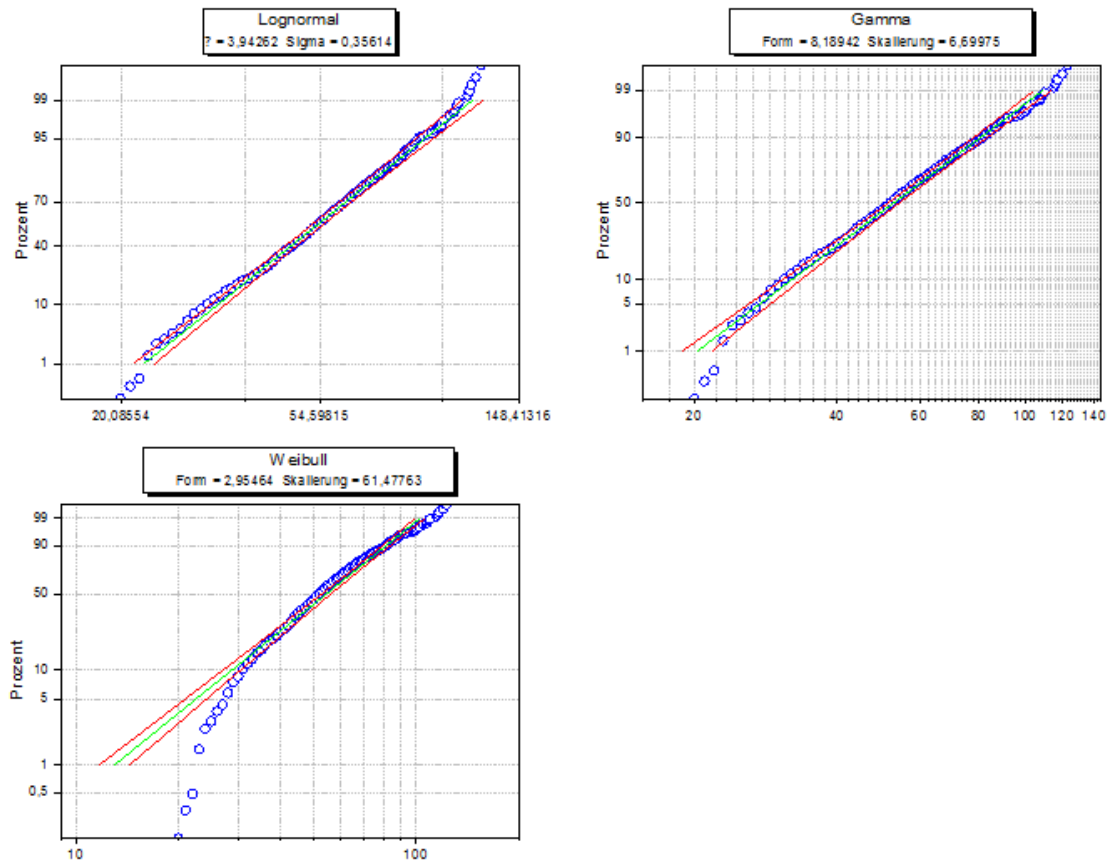 Lognormal
? = 3,94262 Sigma = 0,35614
Prozent
99
95
70
40
10
1
20,08554 54,59815 148,41316
Gamma
Form = 8,18942 Skalierung = 6,69975
Prozent
99
90
50
10
5
1
20 40 60 80 100 120 140
Weibull
Form = 2,95464 Skalierung = 61,47763
Prozent
99
90
50
10
5
1
0,5
10 100